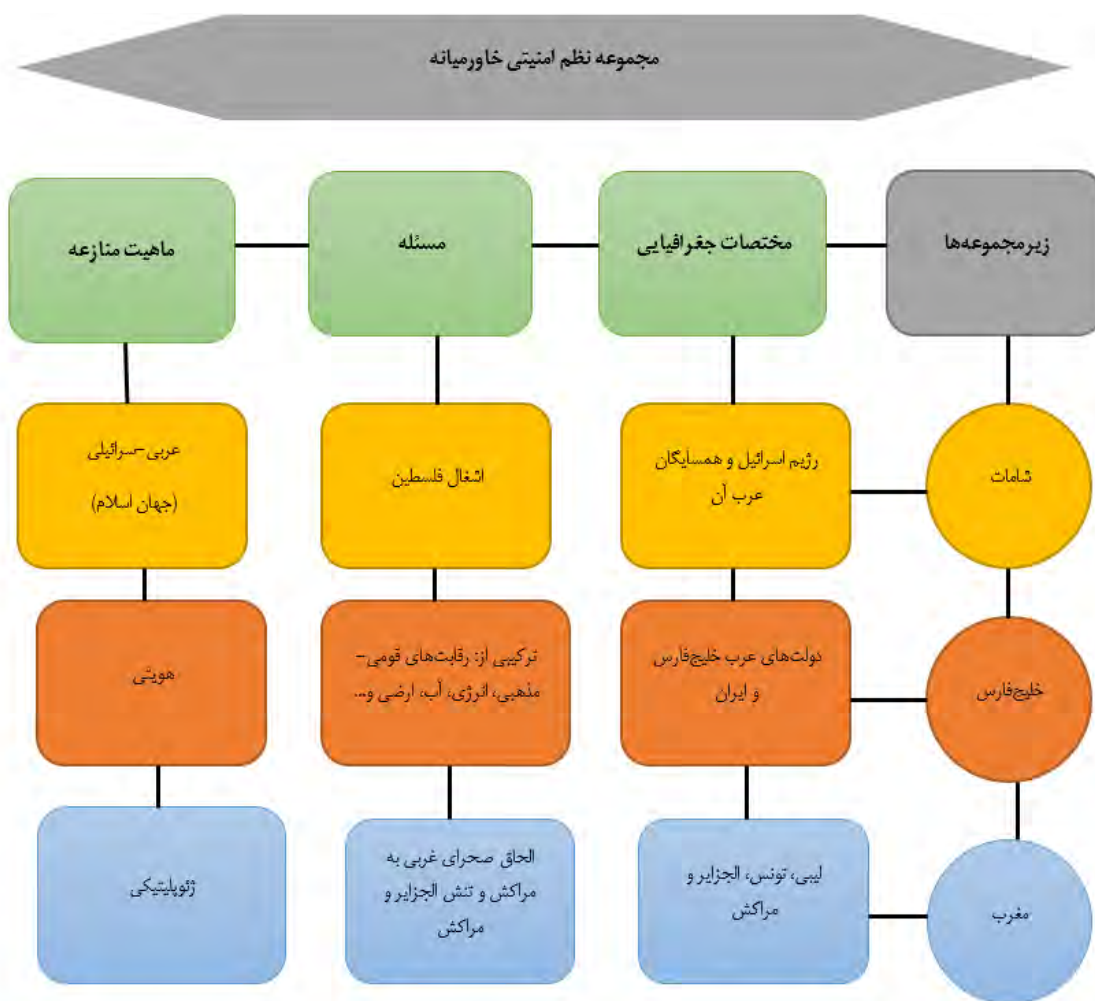 مجموعه نظم امنیتی خاورمیانه
زیرمجموعه‌ها
مختصات جغرافیایی
مسئله
ماهیت منازعه
شامات
رژیم اسرائیل و همسایگان
عرب آن
اشغال فلسطین
عربی-سرائیلی
(جهان اسلام)
خلیج‌فارس
دولت‌های عرب خلیج‌فارس
و ایران
ترکیبی از: رقابت‌های قومی-
مذهبی، انرژی، آب، ارضی و...
هویتی
مغرب
لیبی، تونس، الجزایر و
مراکش
الحاق صحرای غربی به
مراکش و تنش الجزایر و
مراکش
ژئوپلیتیکی